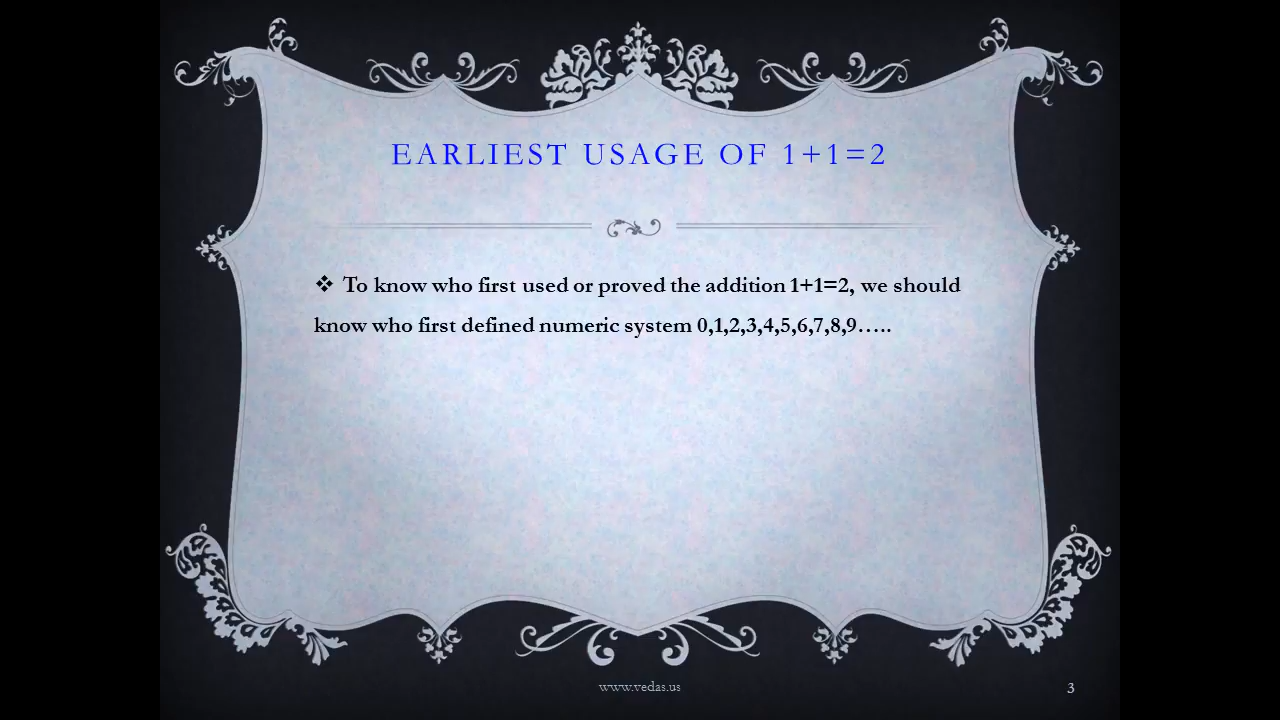 EARLIEST USAGE OF 1+1=2
❖ To know who first used or proved the addition 1+1=2, we should
know who first defined numeric system 0,1,2,3,4,5,6,7,8,9…..
www.vedas.us
3